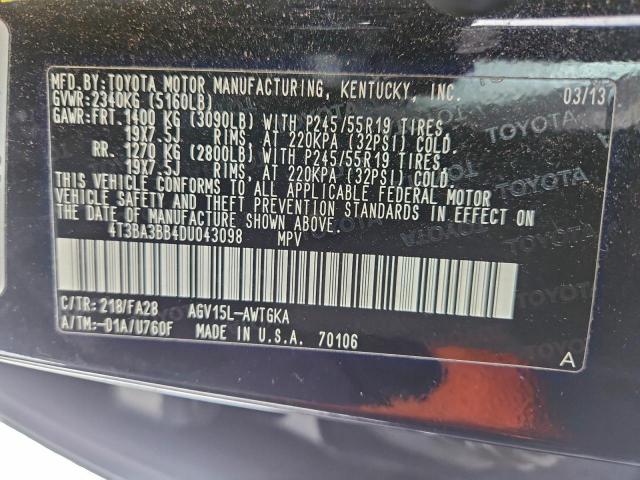 MFD.BY:TOYOTA MOTOR MANUFACTURING, KENTUCKY, INC. 03/13
GVWR:2340KG (5160LB)
GAWR:FRT.1400 KG (3090LB) WITH P245/55R19 TIRES
19X7.5J RIMS, AT 220KPA (32PSI) COLD.
RR. 1270 KG (2800LB) WITH P245/55R19 TIRES
19X7.5J RIMS, AT 220KPA (32PSI) COLD.
THIS VEHICLE CONFORMS TO ALL APPLICABLE FEDERAL MOTOR
VEHICLE SAFETY AND THEFT PREVENTION STANDARDS IN EFFECT ON
THE DATE OF MANUFACTURE SHOWN ABOVE.
4T3BA3BB4DU043098 MPV
C/TR:218/FA28 AGV15L-AWTGKA
A/TM:-01A/U760F MADE IN U.S.A. 70106
A